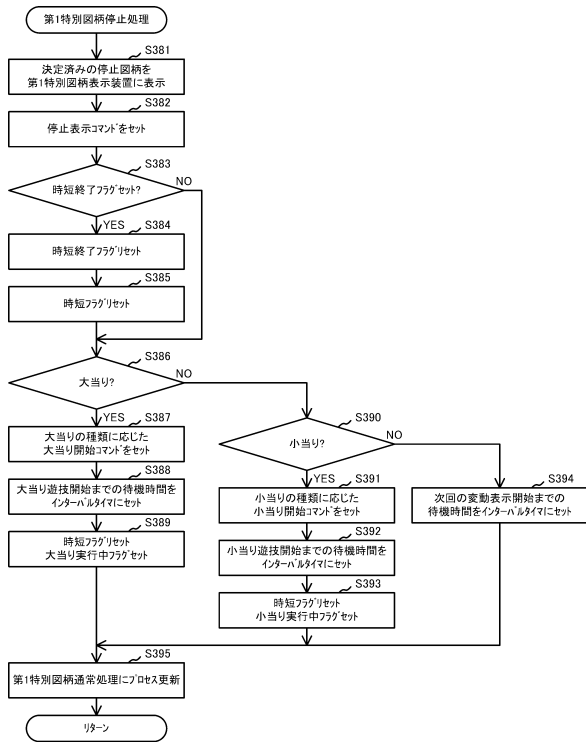 第1特別図柄停止処理
S381
決定済みの停止図柄を
第1特別図柄表示装置に表示
S382
停止表示コマンドをセット
S383
時短終了フラグセット?
NO
YES
S384
時短終了フラグリセット
S385
時短フラグリセット
S386
大当り?
NO
YES
S387
大当りの種類に応じた
大当り開始コマンドをセット
S388
大当り遊技開始までの待機時間を
インターバルタイマにセット
S389
時短フラグリセット
大当り実行中フラグセット
S390
小当り?
NO
YES
S391
小当りの種類に応じた
小当り開始コマンドをセット
S392
小当り遊技開始までの待機時間を
インターバルタイマにセット
S393
時短フラグリセット
小当り実行中フラグセット
S394
次回の変動表示開始までの
待機時間をインターバルタイマにセット
S395
第1特別図柄通常処理にプロセス更新
リターン